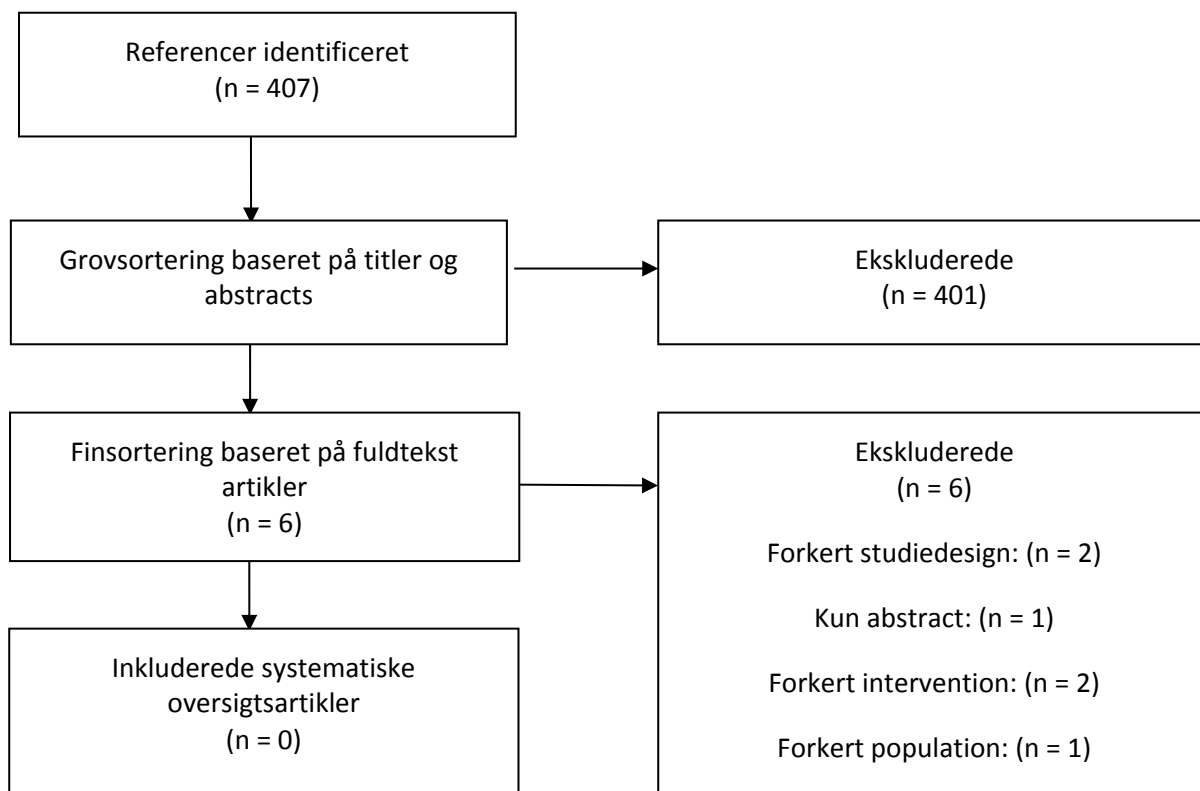 Referencer identificeret
(n = 407)
Grovsortering baseret på titler og
abstracts
Ekskluderede
(n = 401)
Finsortering baseret på fuldtekst
artikler
(n = 6)
Ekskluderede
(n = 6)
Forkert studiedesign: (n = 2)
Kun abstract: (n = 1)
Forkert intervention: (n = 2)
Forkert population: (n = 1)
Inkluderede systematiske
oversigtsartikler
(n = 0)